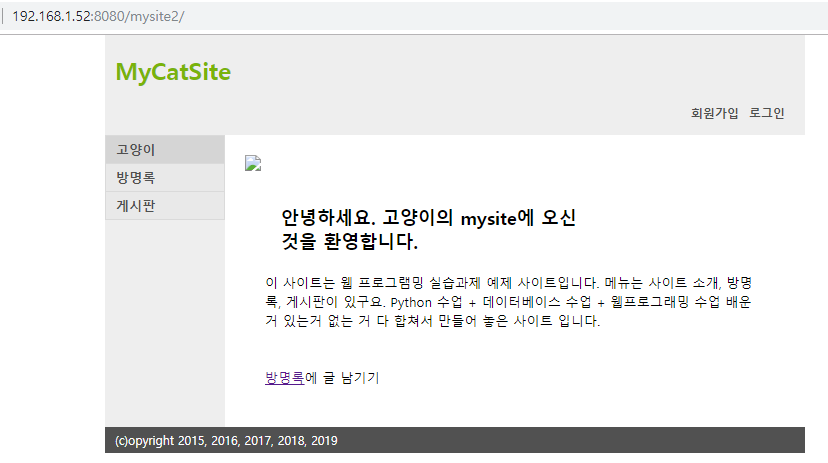 192.168.1.52:8080/mysite2/
MyCatSite
회원가입 로그인
고양이
방명록
게시판
안녕하세요. 고양이의 mysite에 오신
것을 환영합니다.
이 사이트는 웹 프로그램밍 실습과제 예제 사이트입니다. 메뉴는 사이트 소개, 방명
록, 게시판이 있구요. Python 수업 + 데이터베이스 수업 + 웹프로그래밍 수업 배운
거 있는거 없는 거 다 합쳐서 만들어 놓은 사이트 입니다.
방명록에 글 남기기
(c)opyright 2015, 2016, 2017, 2018, 2019